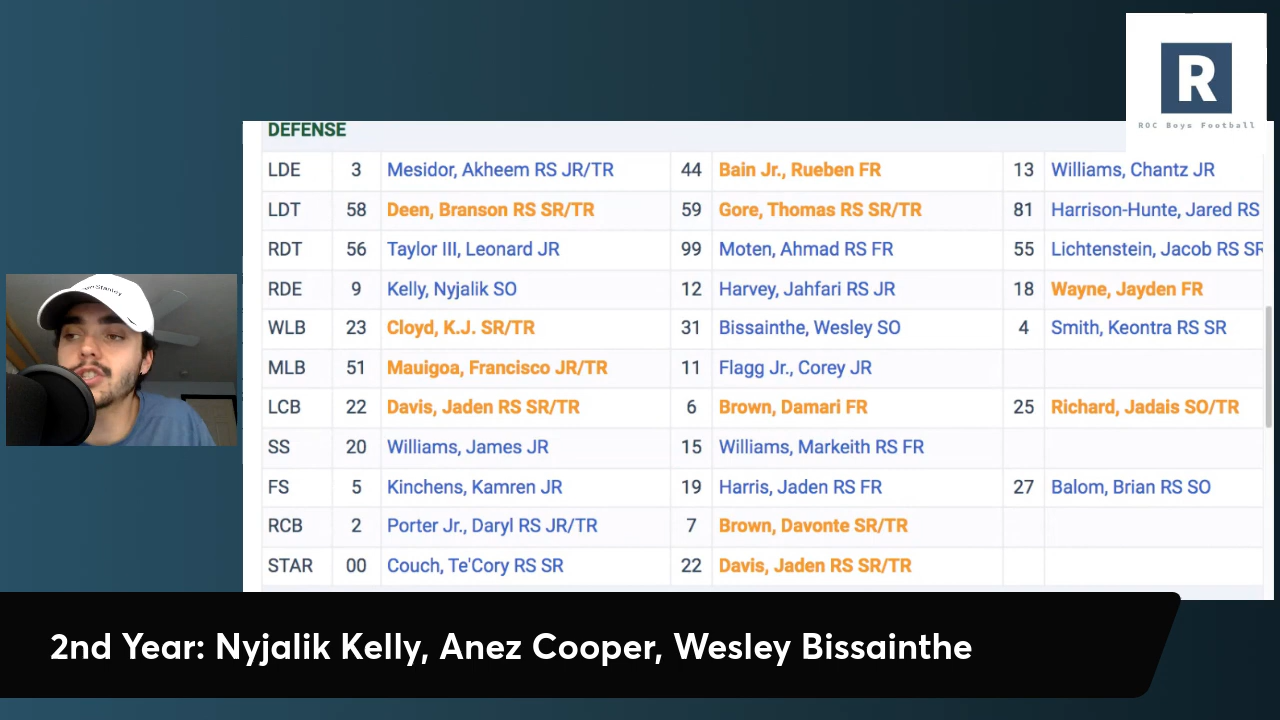 R
ROC Boys Football
DEFENSE
LDE 3 Mesidor, Akheem RS JR/TR 44 Bain Jr., Rueben FR 13 Williams, Chantz JR
LDT 58 Deen, Branson RS SR/TR 59 Gore, Thomas RS SR/TR 81 Harrison-Hunte, Jared RS
RDT 56 Taylor III, Leonard JR 99 Moten, Ahmad RS FR 55 Lichtenstein, Jacob RS SR
RDE 9 Kelly, Nyjalik SO 12 Harvey, Jahfari RS JR 18 Wayne, Jayden FR
WLB 23 Cloyd, K.J. SR/TR 31 Bissainthe, Wesley SO 4 Smith, Keontra RS SR
MLB 51 Mauigoa, Francisco JR/TR 11 Flagg Jr., Corey JR
LCB 22 Davis, Jaden RS SR/TR 6 Brown, Damari FR 25 Richard, Jadais SO/TR
SS 20 Williams, James JR 15 Williams, Markeith RS FR
FS 5 Kinchens, Kamren JR 19 Harris, Jaden RS FR 27 Balom, Brian RS SO
RCB 2 Porter Jr., Daryl RS JR/TR 7 Brown, Davonte SR/TR
STAR 00 Couch, Te'Cory RS SR 22 Davis, Jaden RS SR/TR
2nd Year: Nyjalik Kelly, Anez Cooper, Wesley Bissainthe